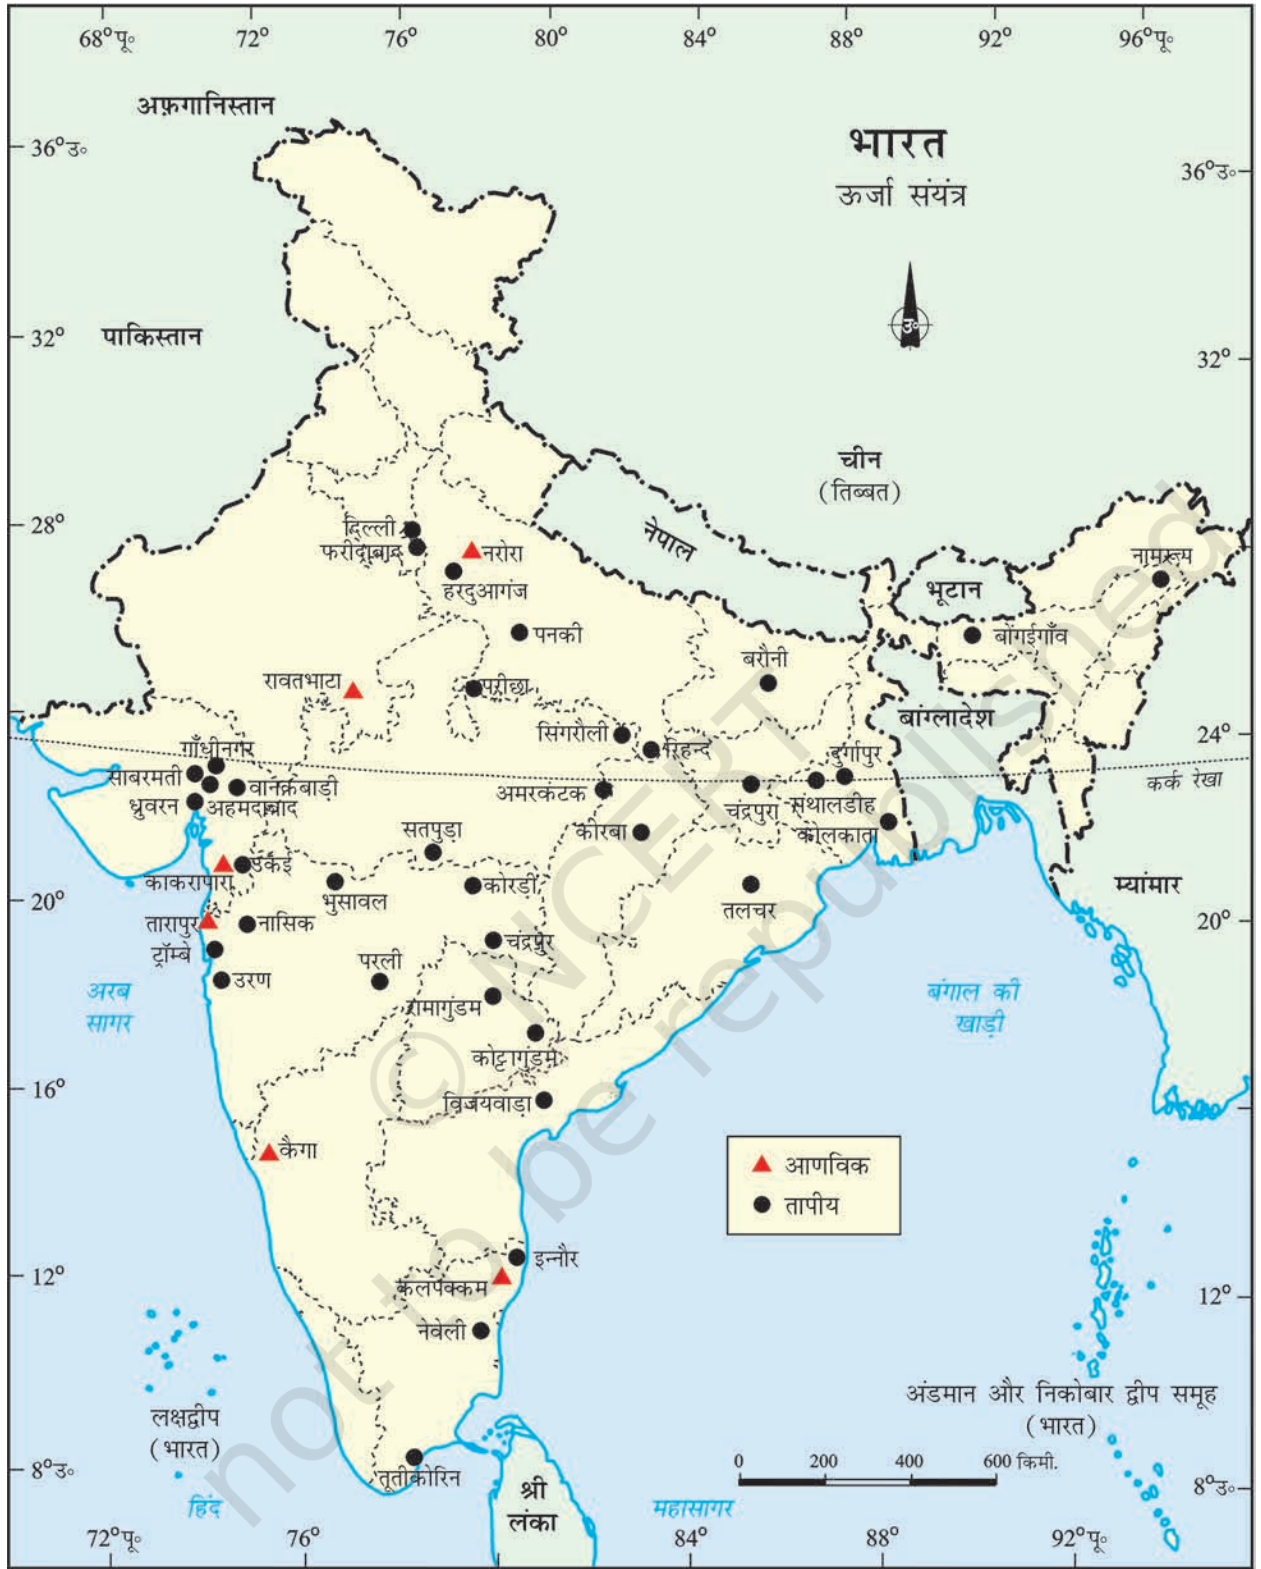 68°पू॰ 72° 76° 80° 84° 88° 92° 96°पू॰
अफ़गानिस्तान
भारत
ऊर्जा संयंत्र
36°उ॰
36°उ॰
उ॰
पाकिस्तान
32°
32°
चीन
(तिब्बत)
28°
दिल्ली
फरीदाबाद
नरोरा
हरदुआगंज
नेपाल
भूटान
नामरूप
पनकी
बोंगईगाँव
बरौनी
रावतभाटा
परीछा
बांग्लादेश
सिंगरौली
रिहन्द
दुर्गापुर
24°
गाँधीनगर
साबरमती
वानकबाड़ी
ध्रुवरन
अहमदाबाद
अमरकंटक
चंद्रपुरा
संथालडीह
कर्क रेखा
सतपुड़ा
कोरबा
कोलकाता
काकरापारा
उकई
भुसावल
कोरडी
तलचर
म्यांमार
20°
20°
तारापुर
नासिक
ट्रॉम्बे
चंद्रपुर
उरण
परली
रामागुंडम
अरब
सागर
बंगाल की
खाड़ी
कोट्टागुंडम
16°
विजयवाड़ा
कैगा
आणविक
तापीय
इन्नौर
12°
कलपक्कम
12°
नेवेली
अंडमान और निकोबार द्वीप समूह
(भारत)
लक्षद्वीप
(भारत)
0 200 400 600 किमी.
8°उ॰
तूतीकोरिन
8°उ॰
श्री
लंका
हिंद
महासागर
72°पू॰ 76° 84° 88° 92°पू॰
© NCERT
not to be republished